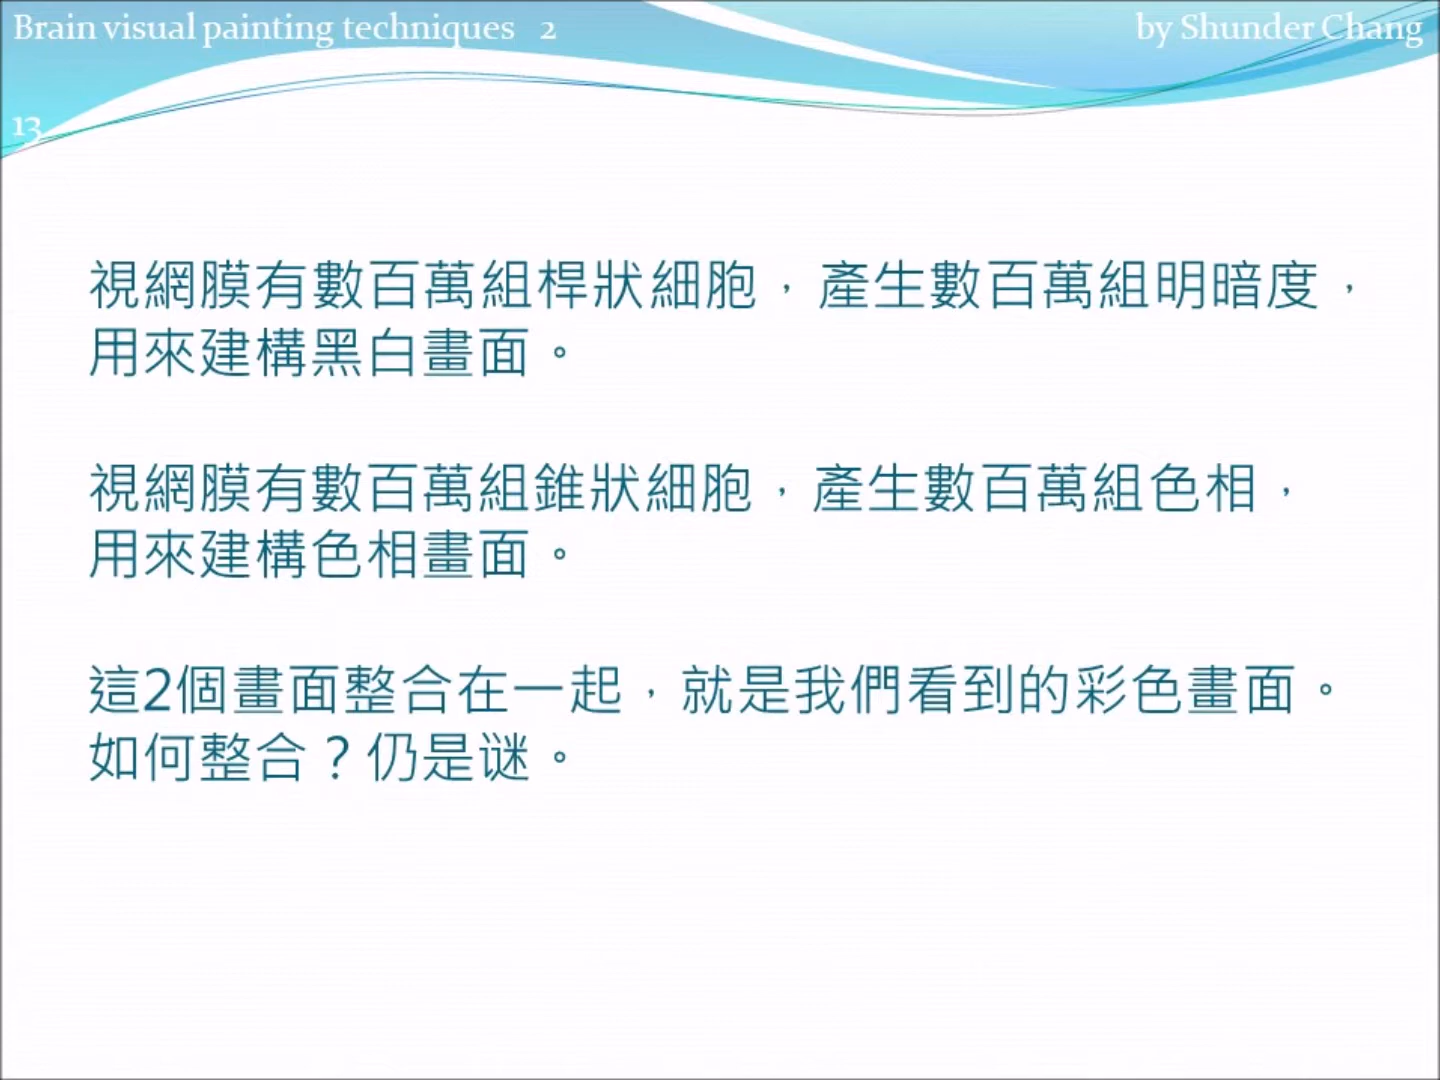 Brain visual painting techniques 2
by Shunder Chang
13
視網膜有數百萬組桿狀細胞，產生數百萬組明暗度，
用來建構黑白畫面。
視網膜有數百萬組錐狀細胞，產生數百萬組色相，
用來建構色相畫面。
這2個畫面整合在一起，就是我們看到的彩色畫面。
如何整合？仍是谜。